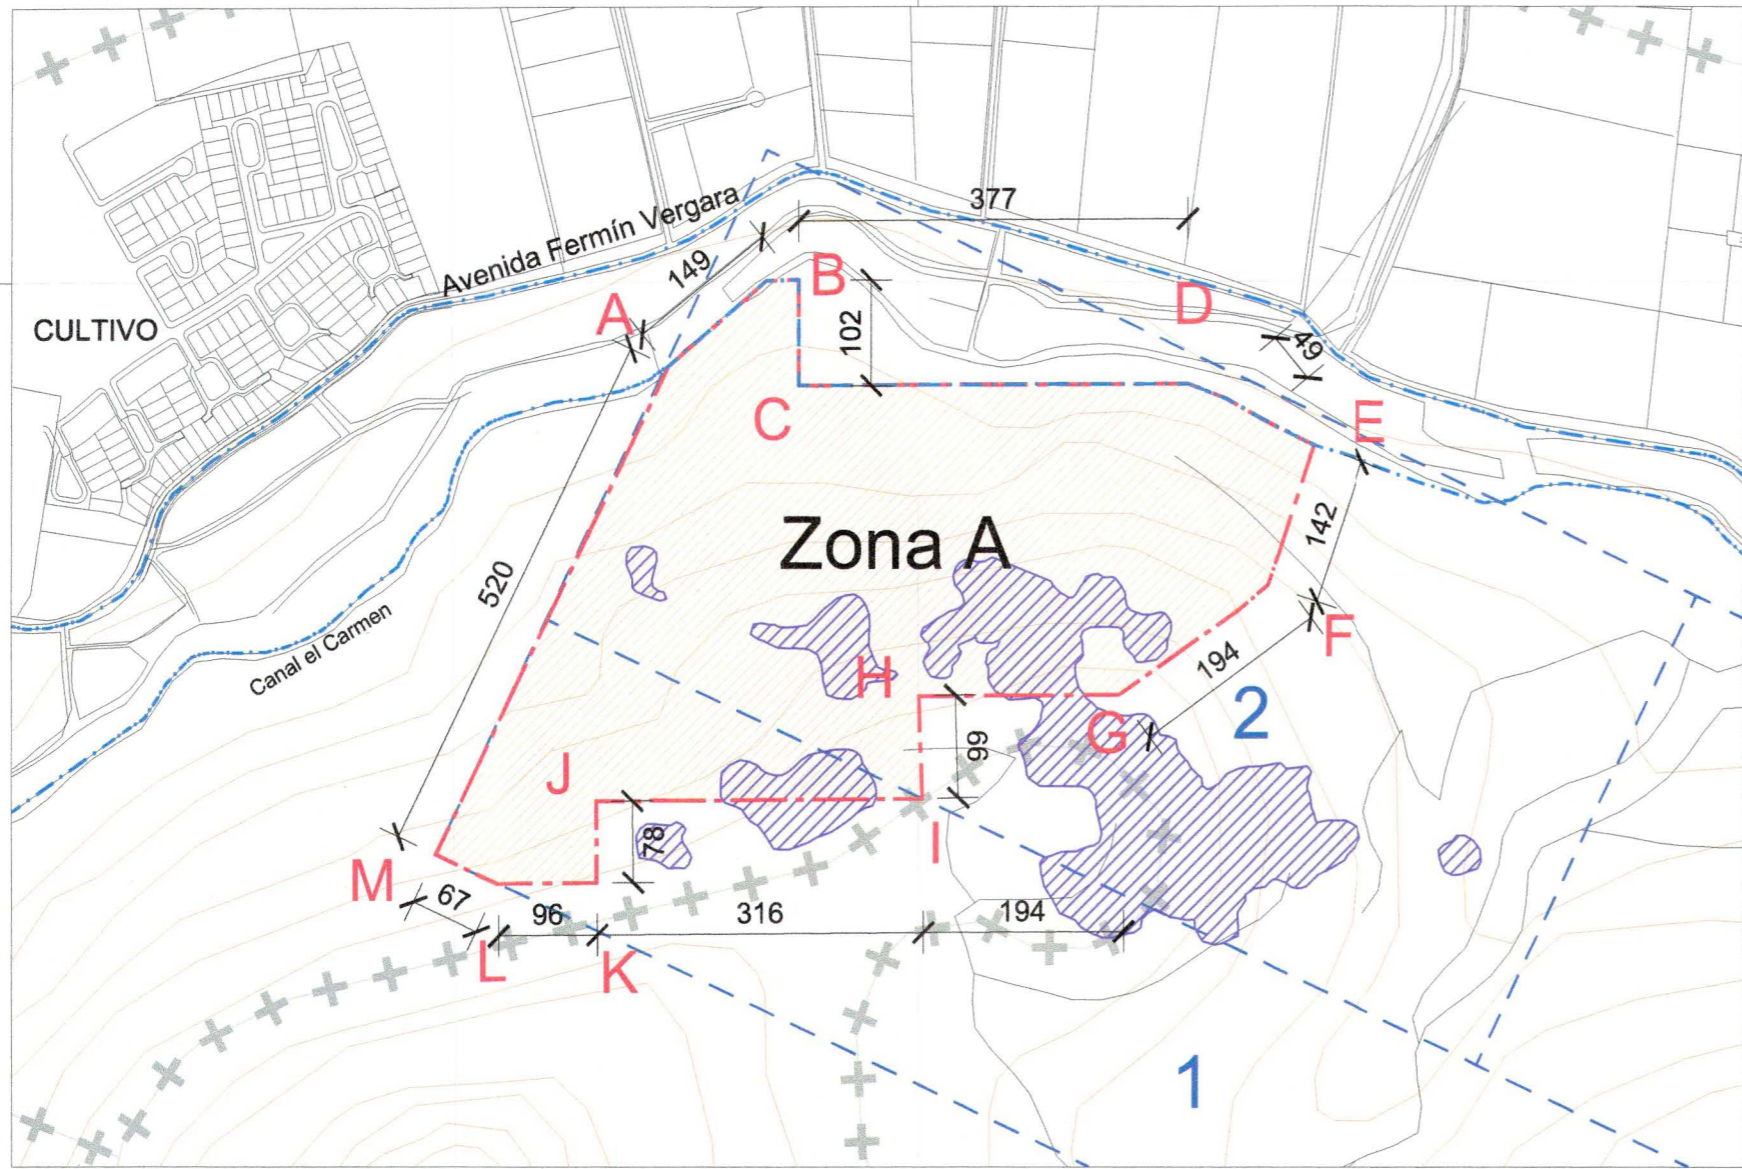 377
Avenida Fermín Vergara
149
B
D
A
CULTIVO
102
49
C
E
Zona A
142
520
Canal el Carmen
F
194
H
2
G
99
J
78
I
M
67
96
316
194
L
K
1